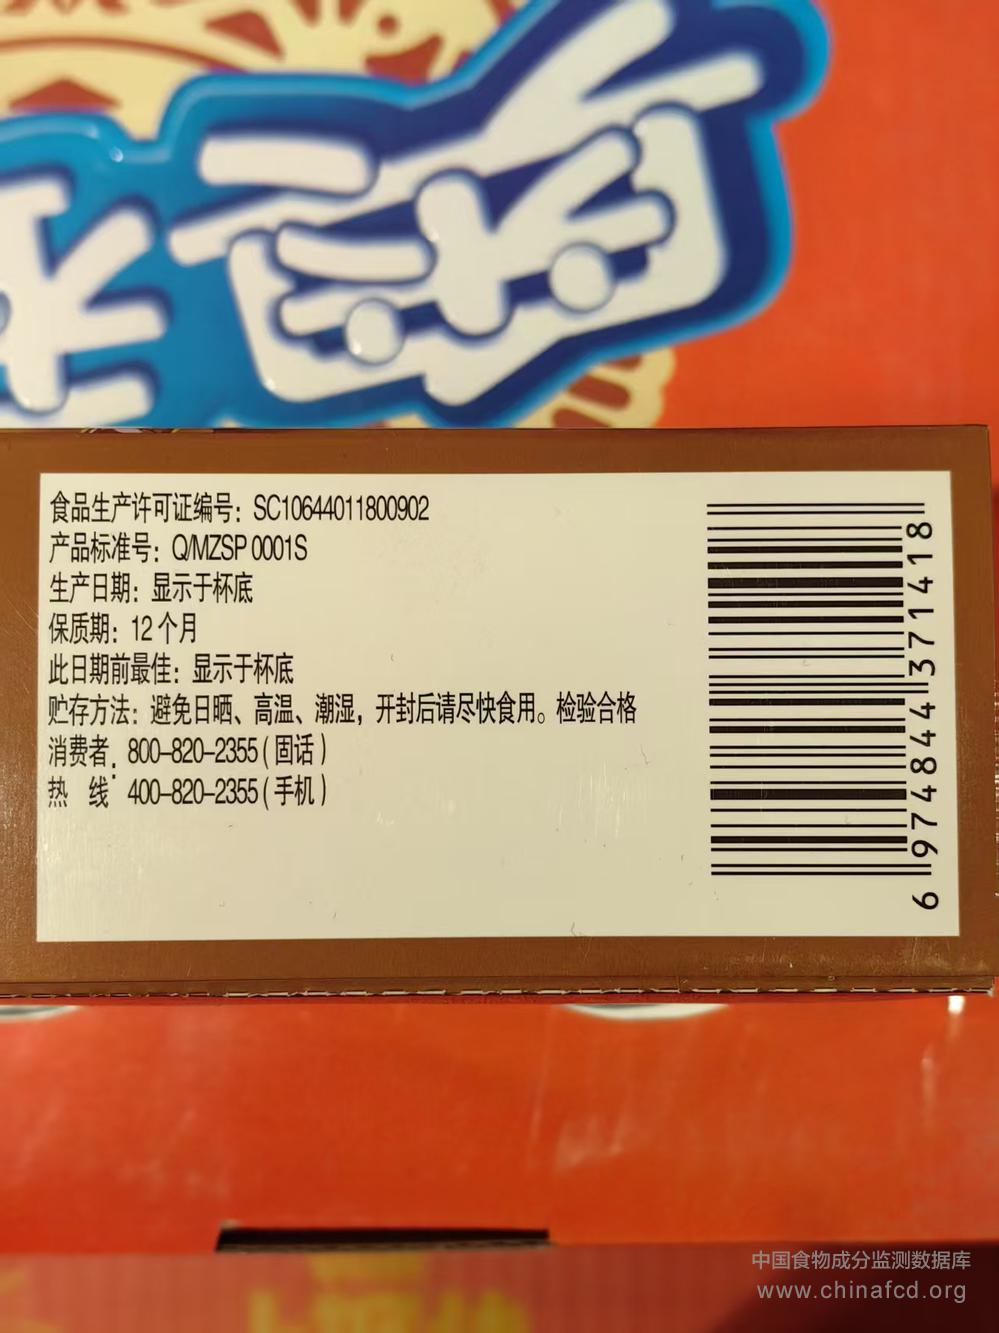 食品生产许可证编号：SC10644011800902
产品标准号：Q/MZSP 0001S
生产日期：显示于杯底
保质期：12个月
此日期前最佳：显示于杯底
贮存方法：避免日晒、高温、潮湿，开封后请尽快食用。检验合格
消费者：800–820–2355（固话）
热 线：400–820–2355（手机）
6 974844 371418
中国食物成分监测数据库
www.chinafcd.org